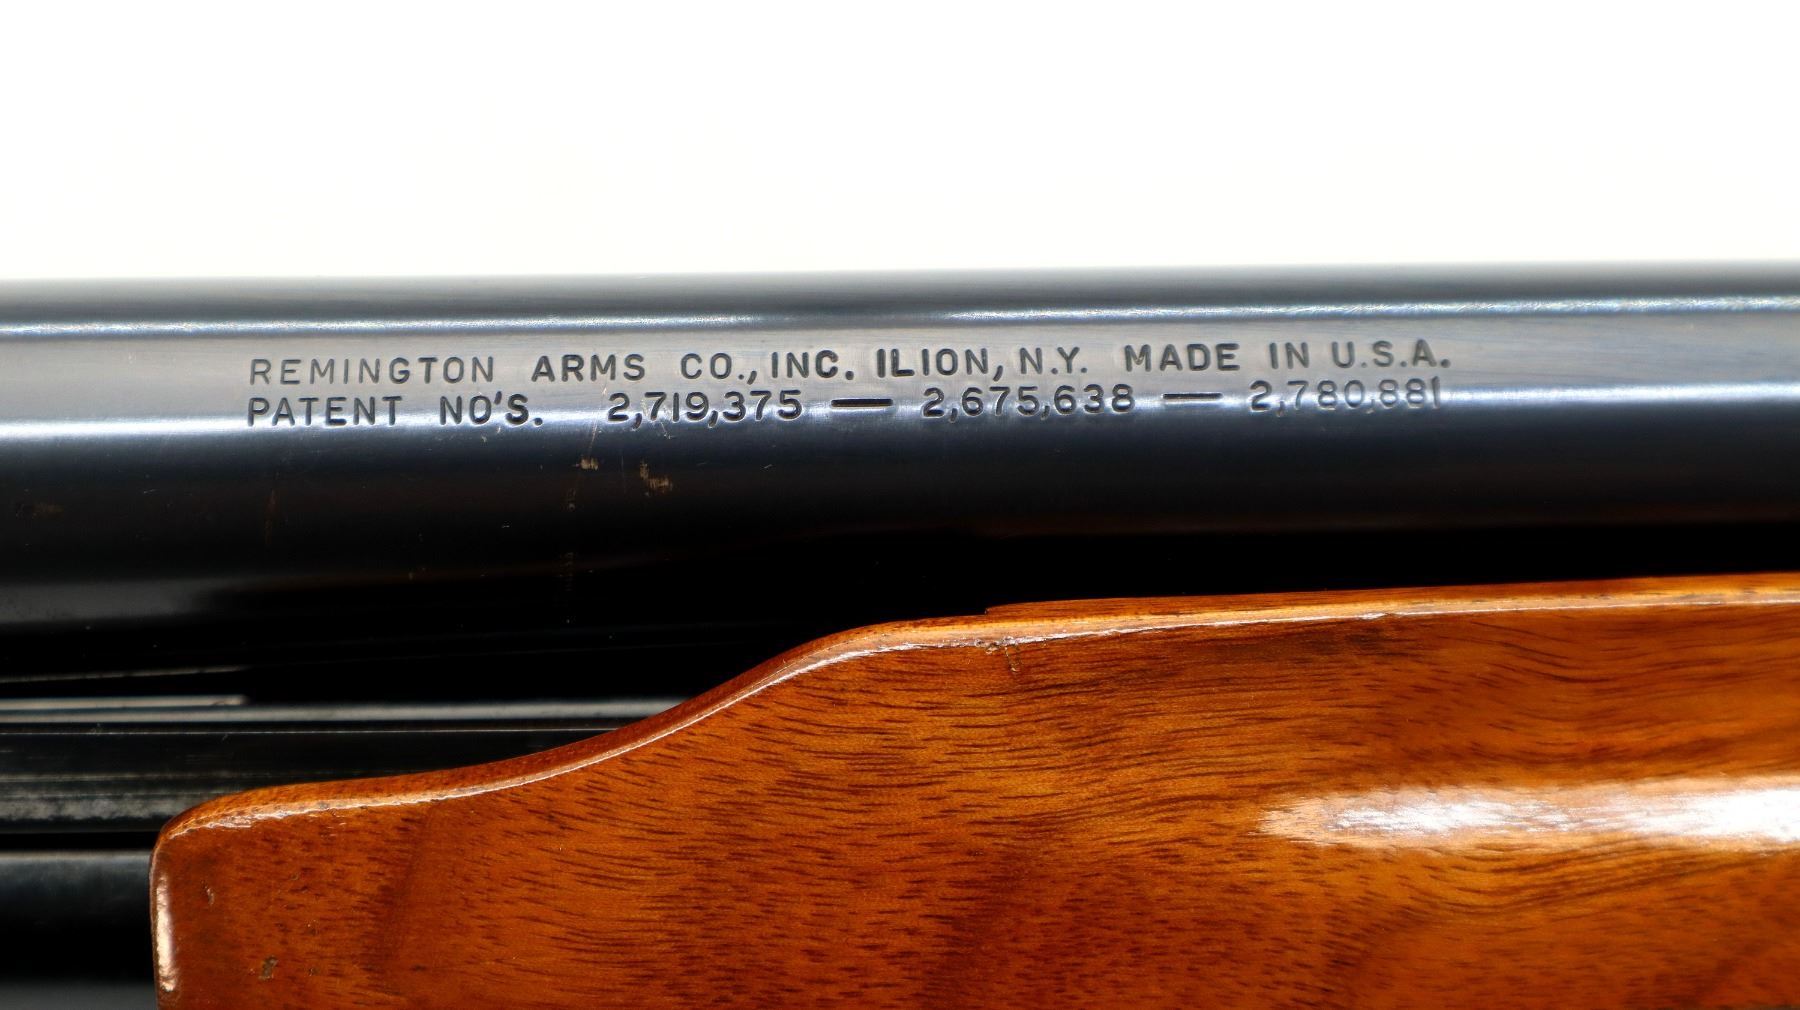 REMINGTON ARMS CO., INC. ILION, N.Y. MADE IN U.S.A.
PATENT NO'S. 2,719,375 — 2,675,638 — 2,780,881